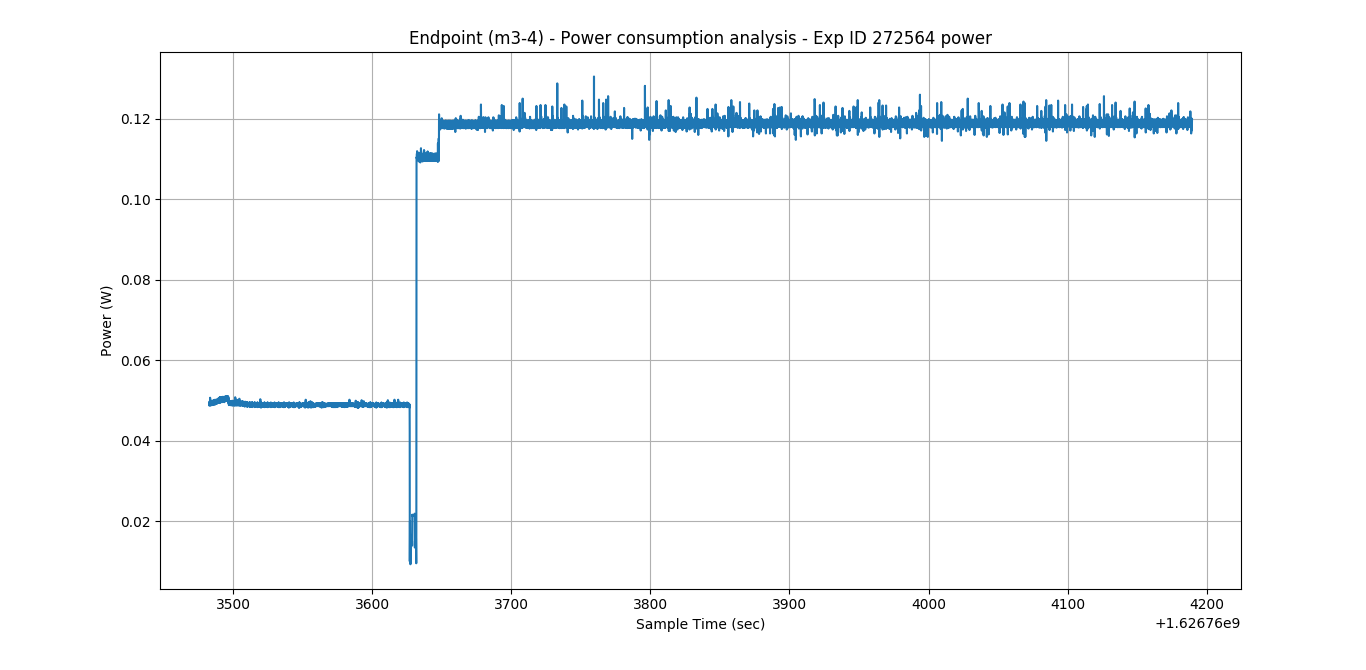 Endpoint (m3-4) - Power consumption analysis - Exp ID 272564 power
Power (W)
0.12
0.10
0.08
0.06
0.04
0.02
3500 3600 3700 3800 3900 4000 4100 4200
Sample Time (sec)
+1.62676e9